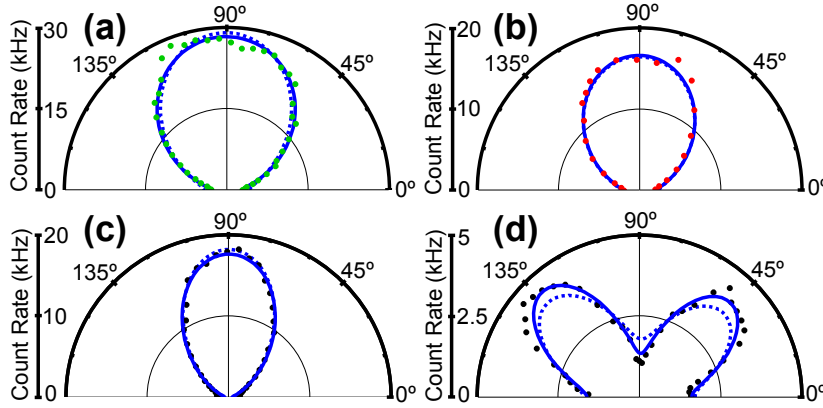 (a)
90º
135º
45º
0º
Count Rate (kHz)
30
15
0
(b)
90º
135º
45º
0º
Count Rate (kHz)
20
10
0
(c)
90º
135º
45º
0º
Count Rate (kHz)
20
10
0
(d)
90º
135º
45º
0º
Count Rate (kHz)
5
2.5
0